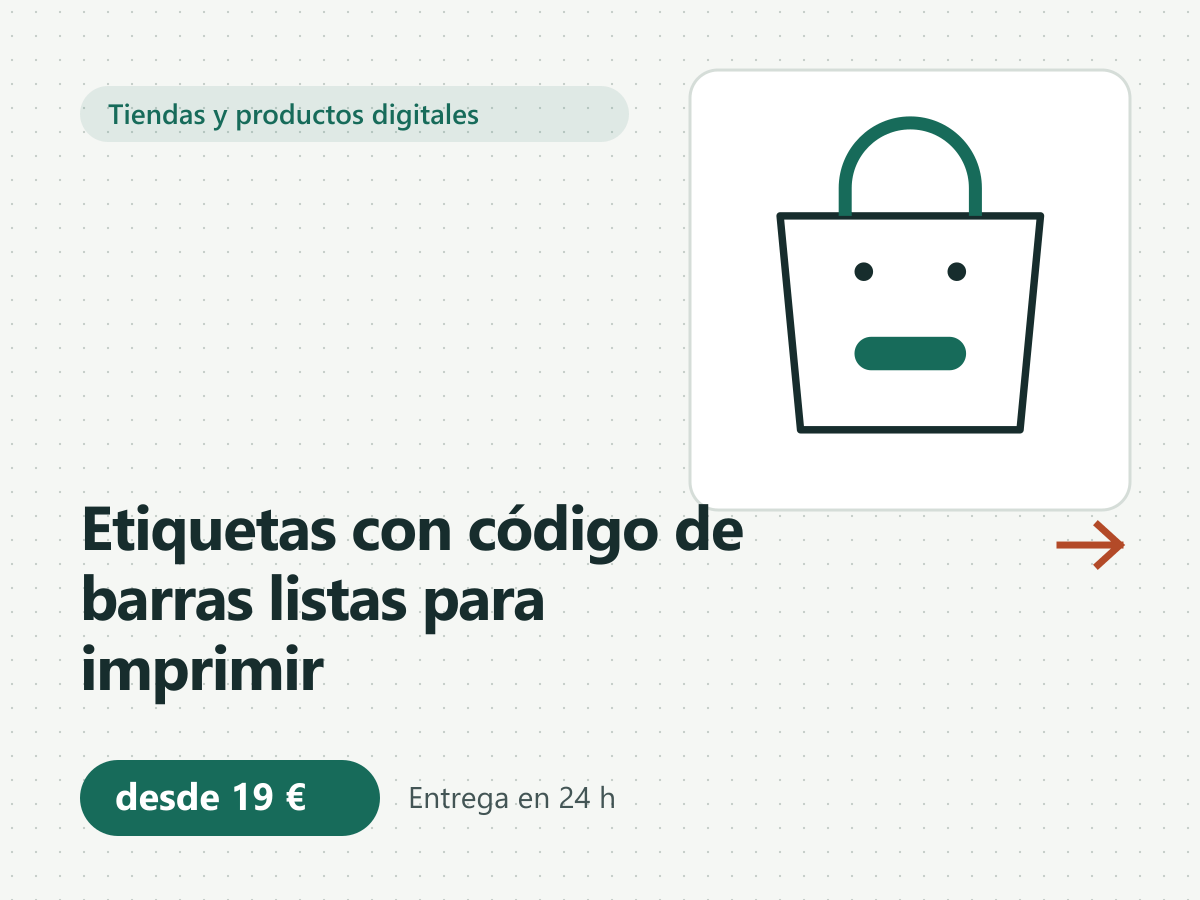 Tiendas y productos digitales
Etiquetas con código de
barras listas para
imprimir
desde 19 €
Entrega en 24 h